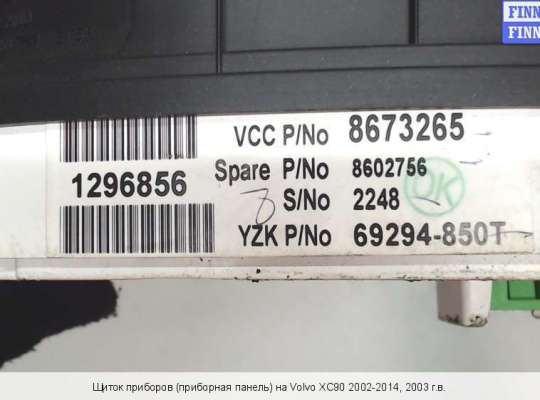 FINN
FINN
VCC P/No 8673265
1296856
Spare P/No 8602756
OK
S/No 2248
YZK P/No 69294-850T
Щиток приборов (приборная панель) на Volvo XC90 2002-2014, 2003 г.в.